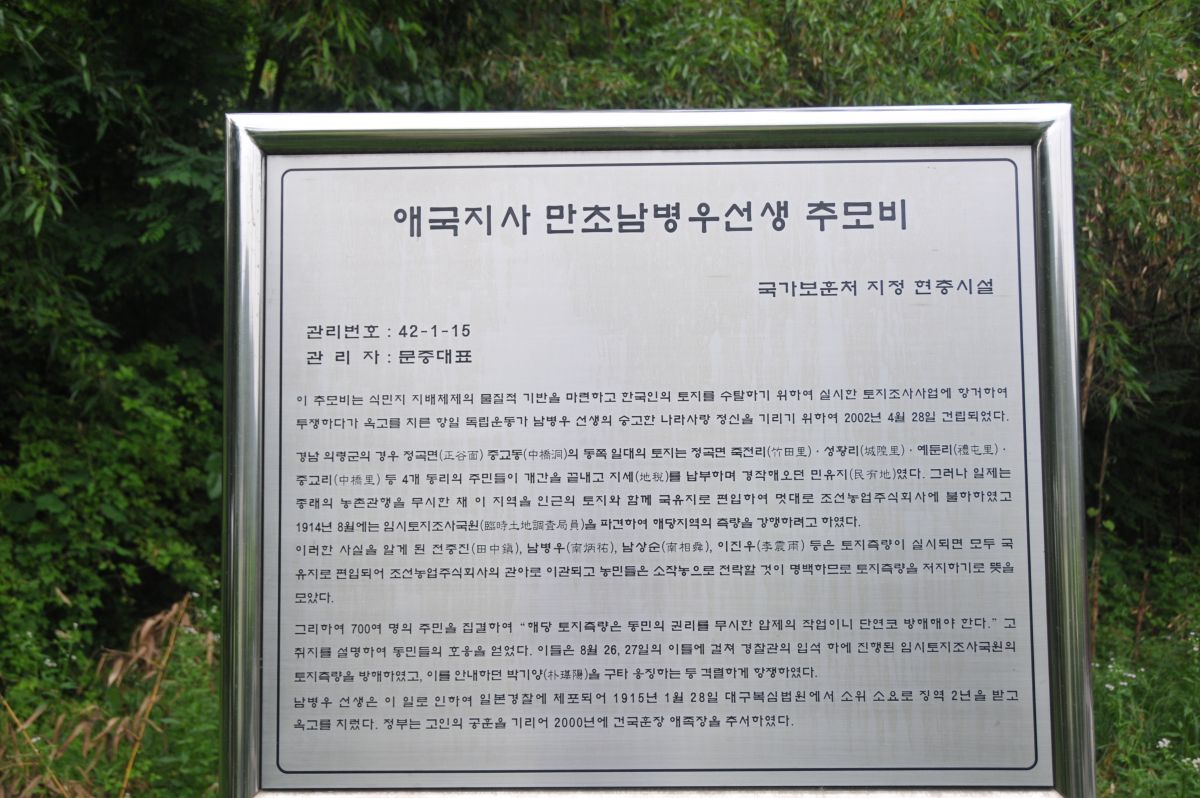 애국지사 만초남병우선생 추모비
국가보훈처 지정 현충시설
관리번호 : 42-1-15
관 리 자 : 문중대표
이 추모비는 식민지 지배체제의 물질적 기반을 마련하고 한국인의 토지를 수탈하기 위하여 실시한 토지조사사업에 항거하여
투쟁하다가 옥고를 치른 항일 독립운동가 남병우 선생의 숭고한 나라사랑 정신을 기리기 위하여 2002년 4월 28일 건립되었다.
경남 의령군의 경우 정곡면(正谷面) 중교동(中橋洞)의 동쪽 일대의 토지는 정곡면 죽전리(竹田里)·성황리(城隍里)·예둔리(禮屯里)·
중교리(中橋里) 등 4개 동리의 주민들이 개간을 끝내고 지세(地稅)를 납부하며 경작해오던 민유지(民有地)였다. 그러나 일제는
종래의 농촌관행을 무시한 채 이 지역을 인근의 토지와 함께 국유지로 편입하여 멋대로 조선농업주식회사에 불하하였고
1914년 8월에는 임시토지조사국원(臨時土地調査局員)을 파견하여 해당지역의 측량을 강행하려고 하였다.
이러한 사실을 알게 된 전중진(田中鎭), 남병우(南炳祐), 남상순(南相舜), 이진우(李震雨) 등은 토지측량이 실시되면 모두 국
유지로 편입되어 조선농업주식회사의 관아로 이관되고 농민들은 소작농으로 전락할 것이 명백하므로 토지측량을 저지하기로 뜻을
모았다.
그리하여 700여 명의 주민을 집결하여 “해당 토지측량은 동민의 권리를 무시한 압제의 작업이니 단연코 방해해야 한다.” 고
취지를 설명하여 동민들의 호응을 얻었다. 이들은 8월 26, 27일의 이틀에 걸쳐 경찰관의 입석 하에 진행된 임시토지조사국원의
토지측량을 방해하였고, 이를 안내하던 박기양(朴琪陽)을 구타 응징하는 등 격렬하게 항쟁하였다.
남병우 선생은 이 일로 인하여 일본경찰에 체포되어 1915년 1월 28일 대구복심법원에서 소위 소요로 징역 2년을 받고
옥고를 치렀다. 정부는 고인의 공훈을 기리어 2000년에 건국훈장 애족장을 추서하였다.